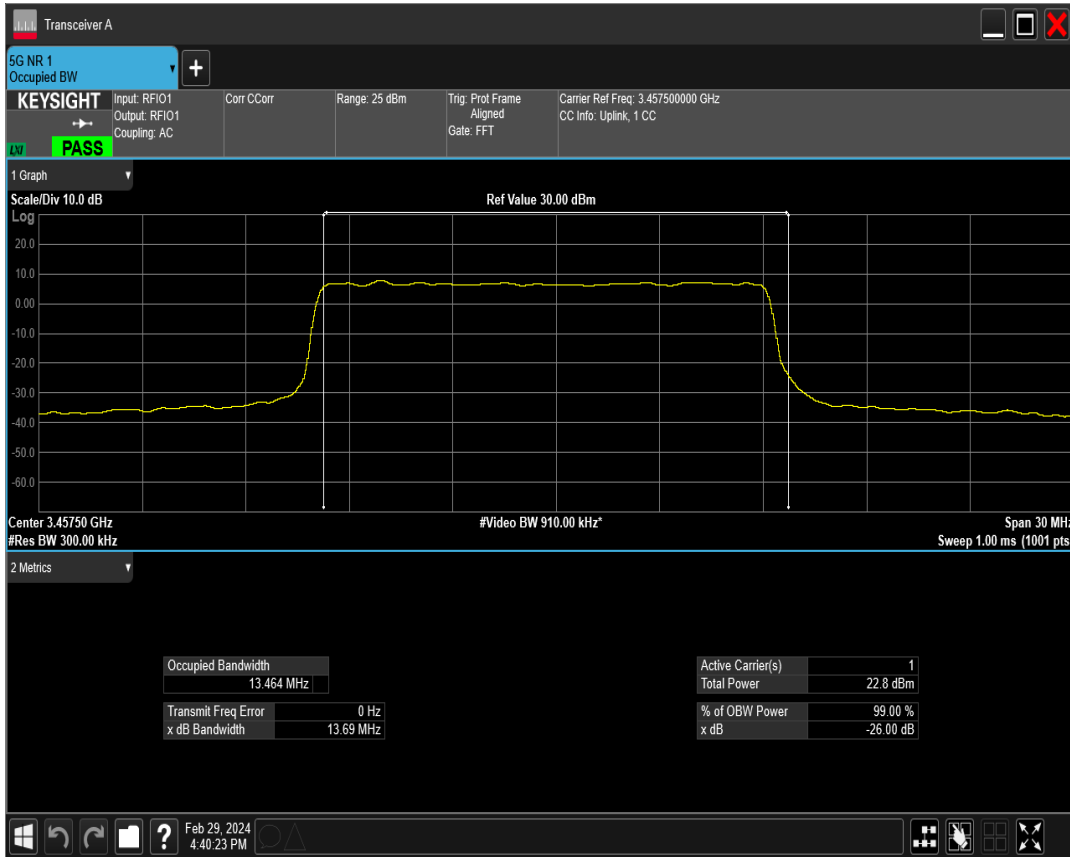 Transceiver A
5G NR 1
Occupied BW
KEYSIGHT
LXI
PASS
Input: RFIO1
Output: RFIO1
Coupling: AC
Corr CCorr
Range: 25 dBm
Trig: Prot Frame
Aligned
Gate: FFT
Carrier Ref Freq: 3.457500000 GHz
CC Info: Uplink, 1 CC
1 Graph
Scale/Div 10.0 dB
Ref Value 30.00 dBm
Log
20.0
10.0
0.00
-10.0
-20.0
-30.0
-40.0
-50.0
-60.0
Center 3.45750 GHz
#Video BW 910.00 kHz*
Span 30 MHz
#Res BW 300.00 kHz
Sweep 1.00 ms (1001 pts
2 Metrics
Occupied Bandwidth
13.464 MHz
Transmit Freq Error 0 Hz
x dB Bandwidth 13.69 MHz
Active Carrier(s) 1
Total Power 22.8 dBm
% of OBW Power 99.00 %
x dB -26.00 dB
?
Feb 29, 2024
4:40:23 PM